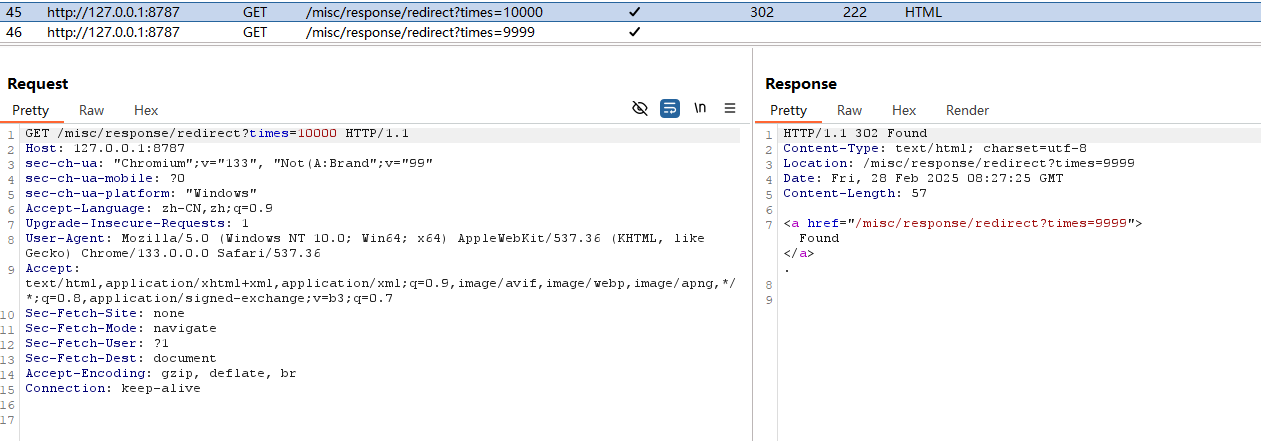 45 http://127.0.0.1:8787 GET /misc/response/redirect?times=10000 ✓ 302 222 HTML
46 http://127.0.0.1:8787 GET /misc/response/redirect?times=9999 ✓
Request
Pretty Raw Hex \n
1 GET /misc/response/redirect?times=10000 HTTP/1.1
2 Host: 127.0.0.1:8787
3 sec-ch-ua: "Chromium";v="133", "Not(A:Brand";v="99"
4 sec-ch-ua-mobile: ?0
5 sec-ch-ua-platform: "Windows"
6 Accept-Language: zh-CN,zh;q=0.9
7 Upgrade-Insecure-Requests: 1
8 User-Agent: Mozilla/5.0 (Windows NT 10.0; Win64; x64) AppleWebKit/537.36 (KHTML, like
Gecko) Chrome/133.0.0.0 Safari/537.36
9 Accept:
text/html,application/xhtml+xml,application/xml;q=0.9,image/avif,image/webp,image/apng,*/
*;q=0.8,application/signed-exchange;v=b3;q=0.7
10 Sec-Fetch-Site: none
11 Sec-Fetch-Mode: navigate
12 Sec-Fetch-User: ?1
13 Sec-Fetch-Dest: document
14 Accept-Encoding: gzip, deflate, br
15 Connection: keep-alive
16
17
Response
Pretty Raw Hex Render
1 HTTP/1.1 302 Found
2 Content-Type: text/html; charset=utf-8
3 Location: /misc/response/redirect?times=9999
4 Date: Fri, 28 Feb 2025 08:27:25 GMT
5 Content-Length: 57
6
7 <a href="/misc/response/redirect?times=9999">
Found
</a>
.
8
9